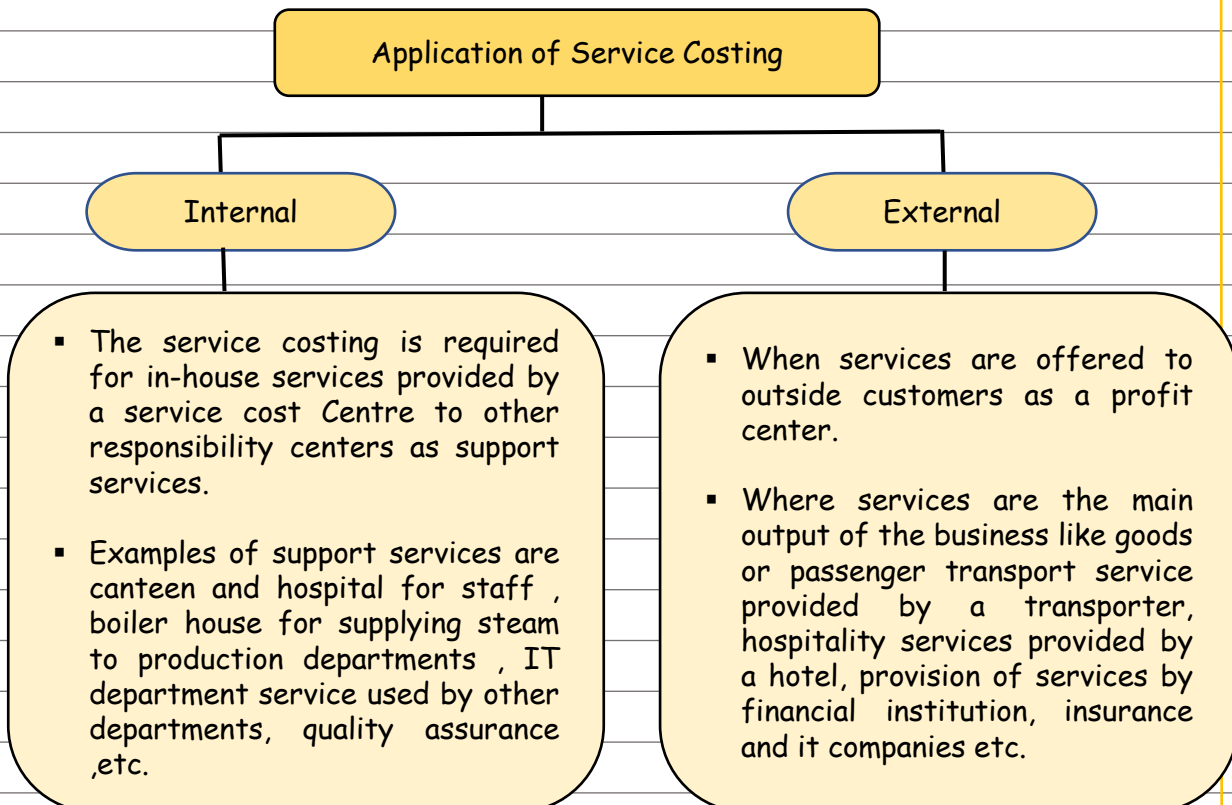 Application of Service Costing
Internal
External
▪ The service costing is required
for in-house services provided by
a service cost Centre to other
responsibility centers as support
services.
▪ Examples of support services are
canteen and hospital for staff ,
boiler house for supplying steam
to production departments , IT
department service used by other
departments, quality assurance
,etc.
▪ When services are offered to
outside customers as a profit
center.
▪ Where services are the main
output of the business like goods
or passenger transport service
provided by a transporter,
hospitality services provided by
a hotel, provision of services by
financial institution, insurance
and it companies etc.